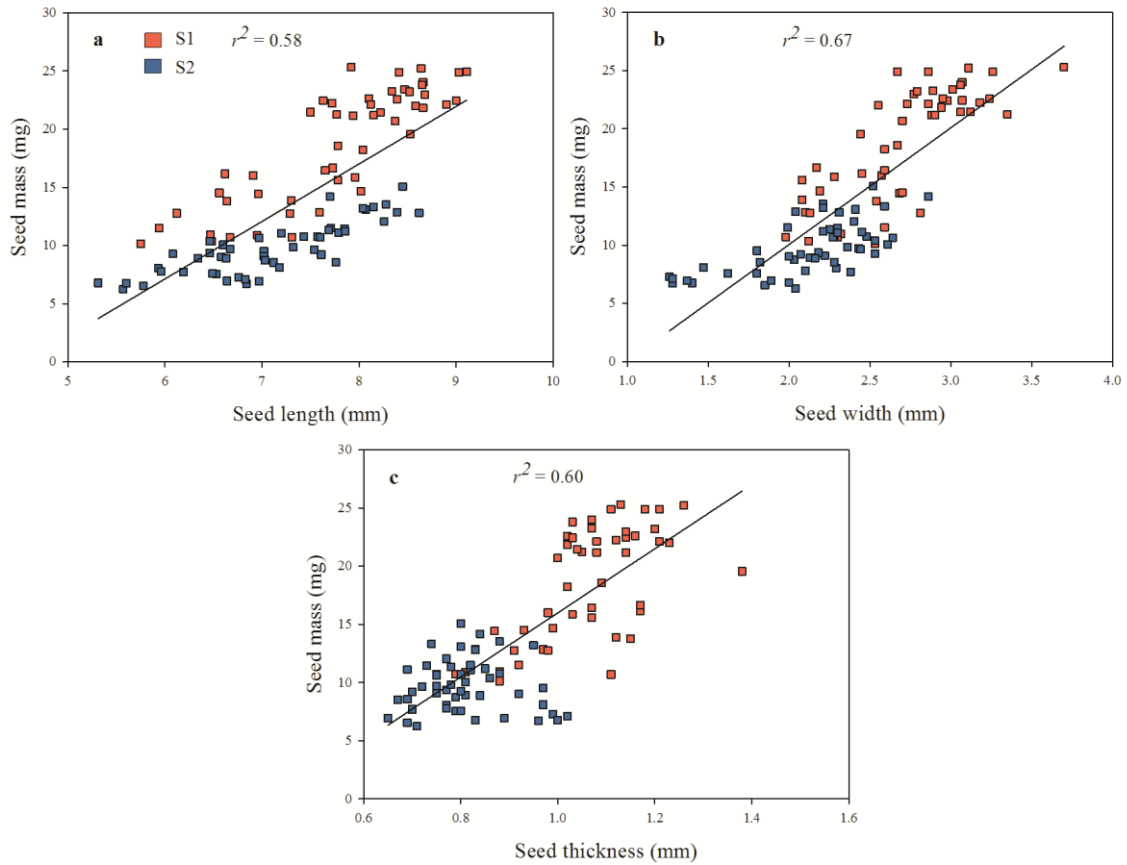 a
S1
S2
r² = 0.58
30
25
20
15
10
5
0
Seed mass (mg)
5
6
7
8
9
10
Seed length (mm)
b
r² = 0.67
30
25
20
15
10
5
0
Seed mass (mg)
1.0
1.5
2.0
2.5
3.0
3.5
4.0
Seed width (mm)
c
r² = 0.60
30
25
20
15
10
5
0
Seed mass (mg)
0.6
0.8
1.0
1.2
1.4
1.6
Seed thickness (mm)